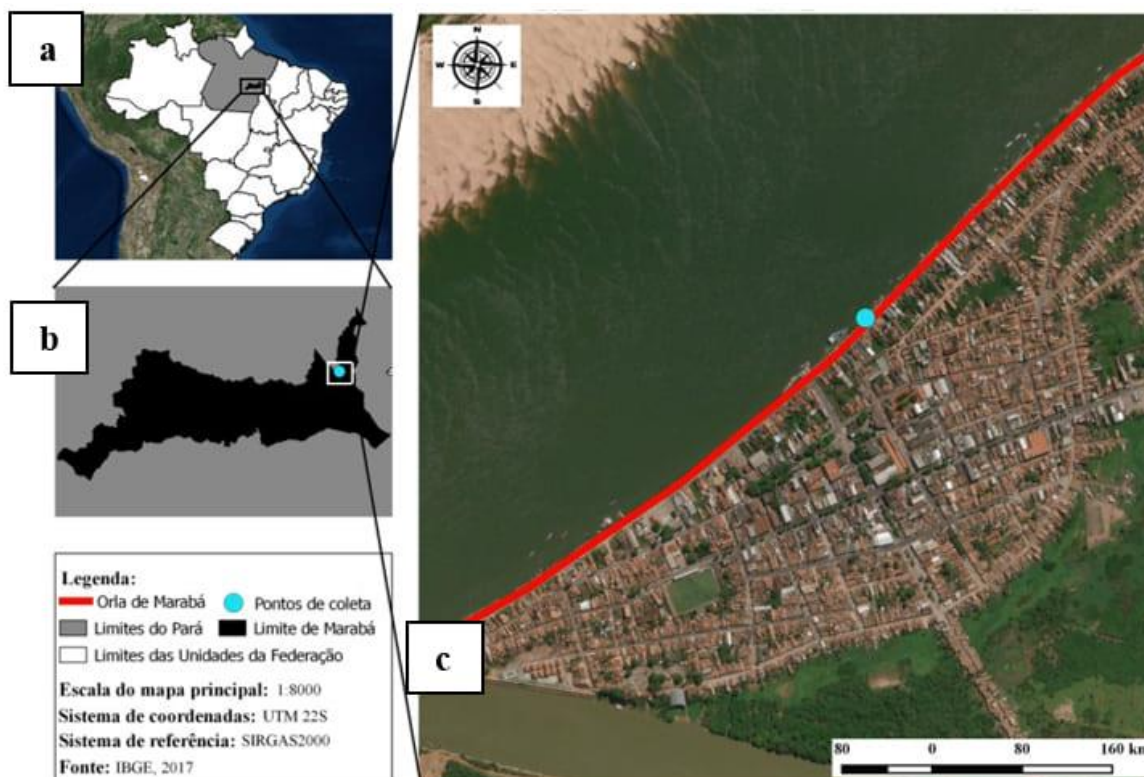 a
N
W
E
S
b
Legenda:
Orla de Marabá
Pontos de coleta
Limites do Pará
Limite de Marabá
Limites das Unidades da Federação
Escala do mapa principal: 1:8000
Sistema de coordenadas: UTM 22S
Sistema de referência: SIRGAS2000
Fonte: IBGE, 2017
c
80 0 80 160 km